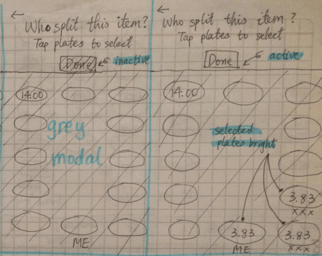 ←
Who split this item?
Tap plates to select
Done
inactive
14.00
grey
modal
ME
←
Who split this item?
Tap plates to select
Done
active
14.00
selected
plates bright
3.83
xxx
3.83
ME
3.83
xxx